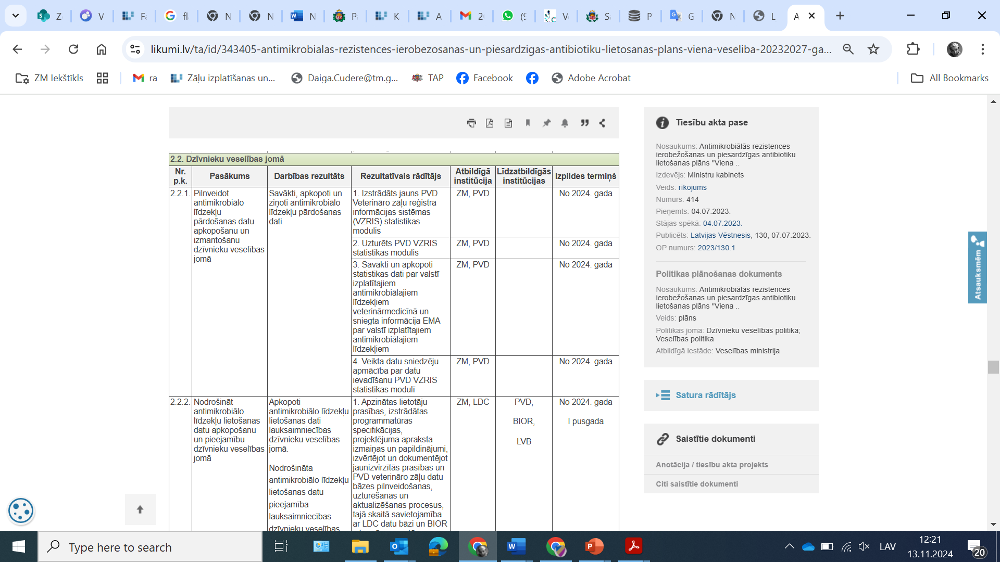 Z
V
Fa
fl
N
N
N
Pa
K
A
2(
(9
V
Sa
P
G
N
L
A
likumi.lv/ta/id/343405-antimikrobialas-rezistences-ierobezosanas-un-piesardzigas-antibiotiku-lietosanas-plans-viena-veseliba-20232027-ga...
ZM Iekštīkls
ra
Zāļu izplatīšanas un...
Daiga.Cudere@tm.g...
TAP
Facebook
Adobe Acrobat
All Bookmarks
2.2. Dzīvnieku veselības jomā
Nr. p.k.
Pasākums
Darbības rezultāts
Rezultatīvais rādītājs
Atbildīgā institūcija
Līdzatbildīgās institūcijas
Izpildes termiņš
2.2.1.
Pilnveidot
antimikrobiālo
līdzekļu
pārdošanas datu
apkopošanu un
izmantošanu
dzīvnieku veselības
jomā
Savākti, apkopoti un
ziņoti antimikrobiālo
līdzekļu pārdošanas
dati
1. Izstrādāts jauns PVD
Veterināro zāļu reģistra
informācijas sistēmas
(VZRIS) statistikas
modulis
ZM, PVD
No 2024. gada
2. Uzturēts PVD VZRIS
statistikas modulis
ZM, PVD
No 2024. gada
3. Savākti un apkopoti
statistikas dati par valstī
izplatītajiem
antimikrobiālajiem
līdzekļiem
veterinārmedicīnā un
sniegta informācija EMA
par valstī izplatītajiem
antimikrobiālajiem
līdzekļiem
ZM, PVD
No 2024. gada
4. Veikta datu sniedzēju
apmācība par datu
ievadīšanu PVD VZRIS
statistikas modulī
ZM, PVD
No 2024. gada
2.2.2.
Nodrošināt
antimikrobiālo
līdzekļu lietošanas
datu apkopošanu
un pieejamību
dzīvnieku veselības
jomā
Apkopoti
antimikrobiālo līdzekļu
lietošanas dati
lauksaimniecības
dzīvnieku veselības
jomā.
Nodrošināta
antimikrobiālo līdzekļu
lietošanas datu
pieejamība
lauksaimniecības
dzīvnieku veselības
1. Apzinātas lietotāju
prasības, izstrādātas
programmatūras
specifikācijas,
projektējuma apraksta
izmaiņas un papildinājumi,
izvērtējot un dokumentējot
jaunizvirzītās prasības un
PVD veterināro zāļu datu
bāzes pilnveidošanas,
uzturēšanas un
aktualizēšanas procesus,
tajā skaitā savietojamība
ar LDC datu bāzi un BIOR
ZM, LDC
PVD,
BIOR,
LVB
No 2024. gada
I pusgada
Tiesību akta pase
Nosaukums: Antimikrobiālās rezistences
ierobežošanas un piesardzīgas antibiotiku
lietošanas plāns "Viena ..
Izdevējs: Ministru kabinets
Veids: rīkojums
Numurs: 414
Pieņemts: 04.07.2023.
Stājas spēkā: 04.07.2023.
Publicēts: Latvijas Vēstnesis, 130, 07.07.2023.
OP numurs: 2023/130.1
Politikas plānošanas dokuments
Nosaukums: Antimikrobiālās rezistences
ierobežošanas un piesardzīgas antibiotiku
lietošanas plāns "Viena ..
Veids: plāns
Politikas joma: Dzīvnieku veselības politika;
Veselības politika
Atbildīgā iestāde: Veselības ministrija
Satura rādītājs
Saistītie dokumenti
Anotācija / tiesību akta projekts
Citi saistītie dokumenti
Atsauksmēm
Type here to search
LAV
12:21
13.11.2024
20